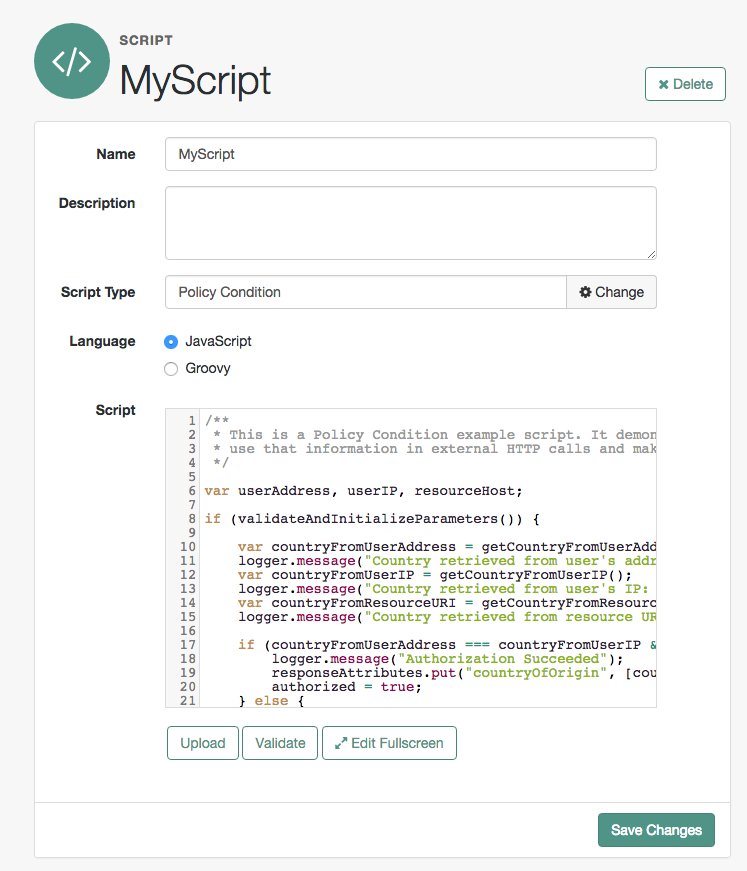 SCRIPT
MyScript
Delete
Name
MyScript
Description
Script Type
Policy Condition
Change
Language
JavaScript
Groovy
Script
1 /**
2  * This is a Policy Condition example script. It demon
3  * use that information in external HTTP calls and mak
4  */
5
6 var userAddress, userIP, resourceHost;
7
8 if (validateAndInitializeParameters()) {
9
10     var countryFromUserAddress = getCountryFromUserAdd
11     logger.message("Country retrieved from user's addr
12     var countryFromUserIP = getCountryFromUserIP();
13     logger.message("Country retrieved from user's IP:
14     var countryFromResourceURI = getCountryFromResourc
15     logger.message("Country retrieved from resource UR
16
17     if (countryFromUserAddress === countryFromUserIP &
18         logger.message("Authorization Succeeded");
19         responseAttributes.put("countryOfOrigin", [cou
20         authorized = true;
21     } else {
Upload
Validate
Edit Fullscreen
Save Changes